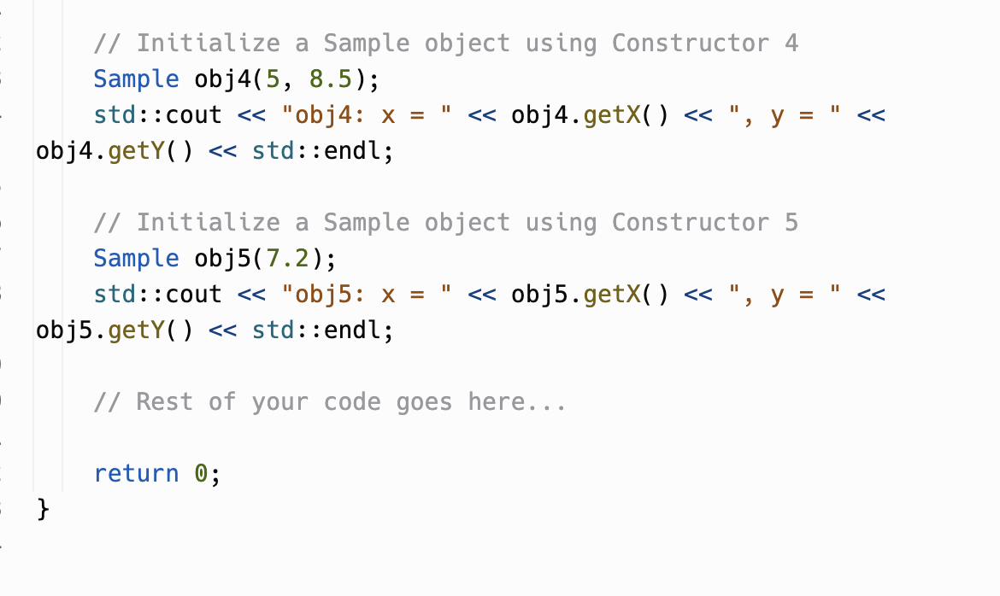 // Initialize a Sample object using Constructor 4
Sample obj4(5, 8.5);
std::cout << "obj4: x = " << obj4.getX() << ", y = " <<
obj4.getY() << std::endl;
// Initialize a Sample object using Constructor 5
Sample obj5(7.2);
std::cout << "obj5: x = " << obj5.getX() << ", y = " <<
obj5.getY() << std::endl;
// Rest of your code goes here...
return 0;
}